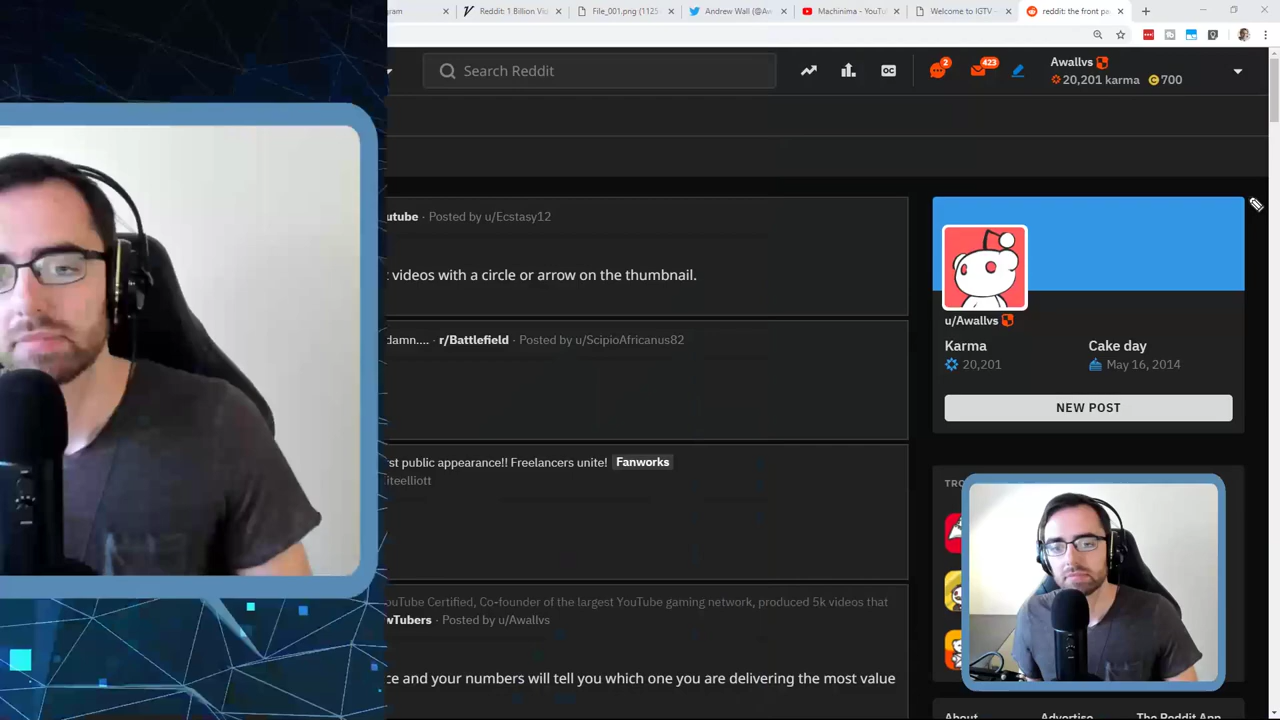 gram
Reddit: 1 Billion Vid
File_001.png (1125
Andrew Wall (@Aw
Machinima - YouTu
Welcome to IGTV -
reddit: the front pa
Search Reddit
2
423
Awallvs
20,201 karma
700
utube · Posted by u/Ecstasy12
videos with a circle or arrow on the thumbnail.
u/Awallvs
damn.... r/Battlefield · Posted by u/ScipioAfricanus82
Karma
Cake day
20,201
May 16, 2014
NEW POST
st public appearance!! Freelancers unite! Fanworks
iteelliott
TRO
ouTube Certified, Co-founder of the largest YouTube gaming network, produced 5k videos that
wTubers · Posted by u/Awallvs
ce and your numbers will tell you which one you are delivering the most value
About
Advertise
The Reddit App